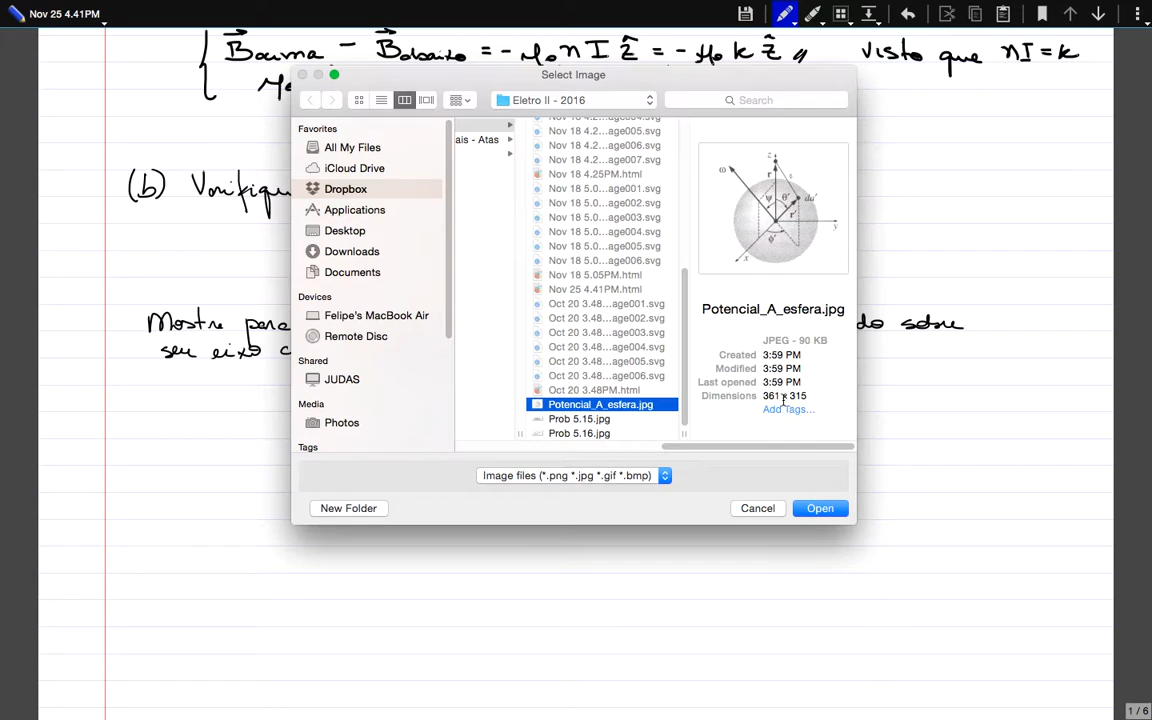 Nov 25 4.41PM
B⃗acima - B⃗abaixo = - μ₀ n I ẑ = - μ₀ k ẑ // visto que nI = k
(b) Verifiqu
Mostre para
do sobre
seu eixo
Select Image
Eletro II - 2016
Search
Favorites
All My Files
iCloud Drive
Dropbox
Applications
Desktop
Downloads
Documents
Devices
Felipe's MacBook Air
Remote Disc
Shared
JUDAS
Media
Photos
Tags
ais - Atas
Nov 18 4.2...age005.svg
Nov 18 4.2...age006.svg
Nov 18 4.2...age007.svg
Nov 18 4.25PM.html
Nov 18 5.0...age001.svg
Nov 18 5.0...age002.svg
Nov 18 5.0...age003.svg
Nov 18 5.0...age004.svg
Nov 18 5.0...age005.svg
Nov 18 5.0...age006.svg
Nov 18 5.05PM.html
Nov 25 4.41PM.html
Oct 20 3.48...age001.svg
Oct 20 3.48...age002.svg
Oct 20 3.48...age003.svg
Oct 20 3.48...age004.svg
Oct 20 3.48...age005.svg
Oct 20 3.48...age006.svg
Oct 20 3.48PM.html
Potencial_A_esfera.jpg
Prob 5.15.jpg
Prob 5.16.jpg
z
ω
r
ψ
θ'
da'
r'
y
φ'
x
Potencial_A_esfera.jpg
JPEG - 90 KB
Created 3:59 PM
Modified 3:59 PM
Last opened 3:59 PM
Dimensions 361 x 315
Add Tags...
Image files (*.png *.jpg *.gif *.bmp)
New Folder
Cancel
Open
1 / 6